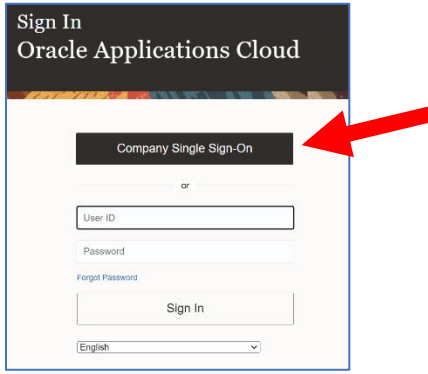 Sign In
Oracle Applications Cloud
Company Single Sign-On
or
User ID
Password
Forgot Password
Sign In
English